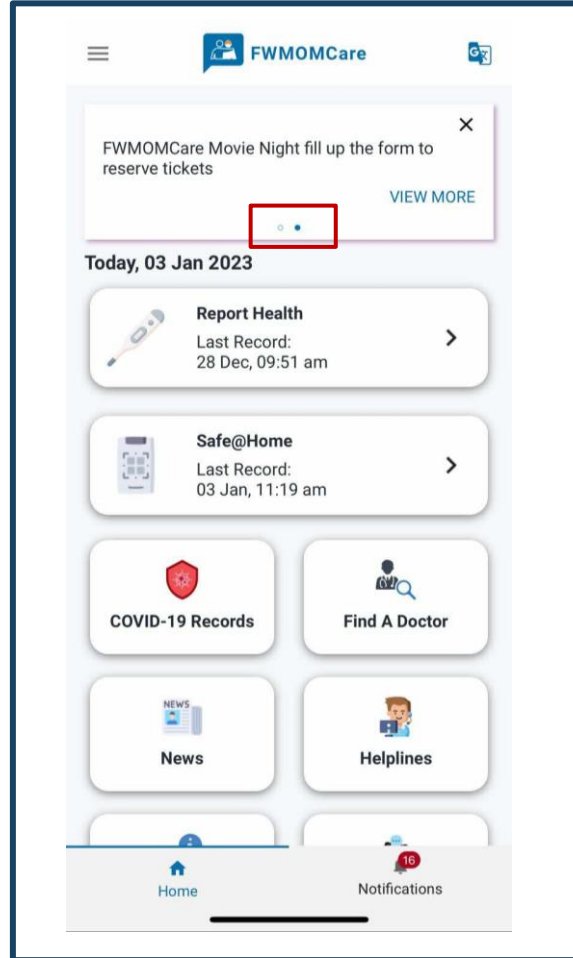 FWMOMCare
FWMOMCare Movie Night fill up the form to
reserve tickets
VIEW MORE
Today, 03 Jan 2023
Report Health
Last Record:
28 Dec, 09:51 am
Safe@Home
Last Record:
03 Jan, 11:19 am
COVID-19 Records
Find A Doctor
NEWS
News
Helplines
16
Home
Notifications